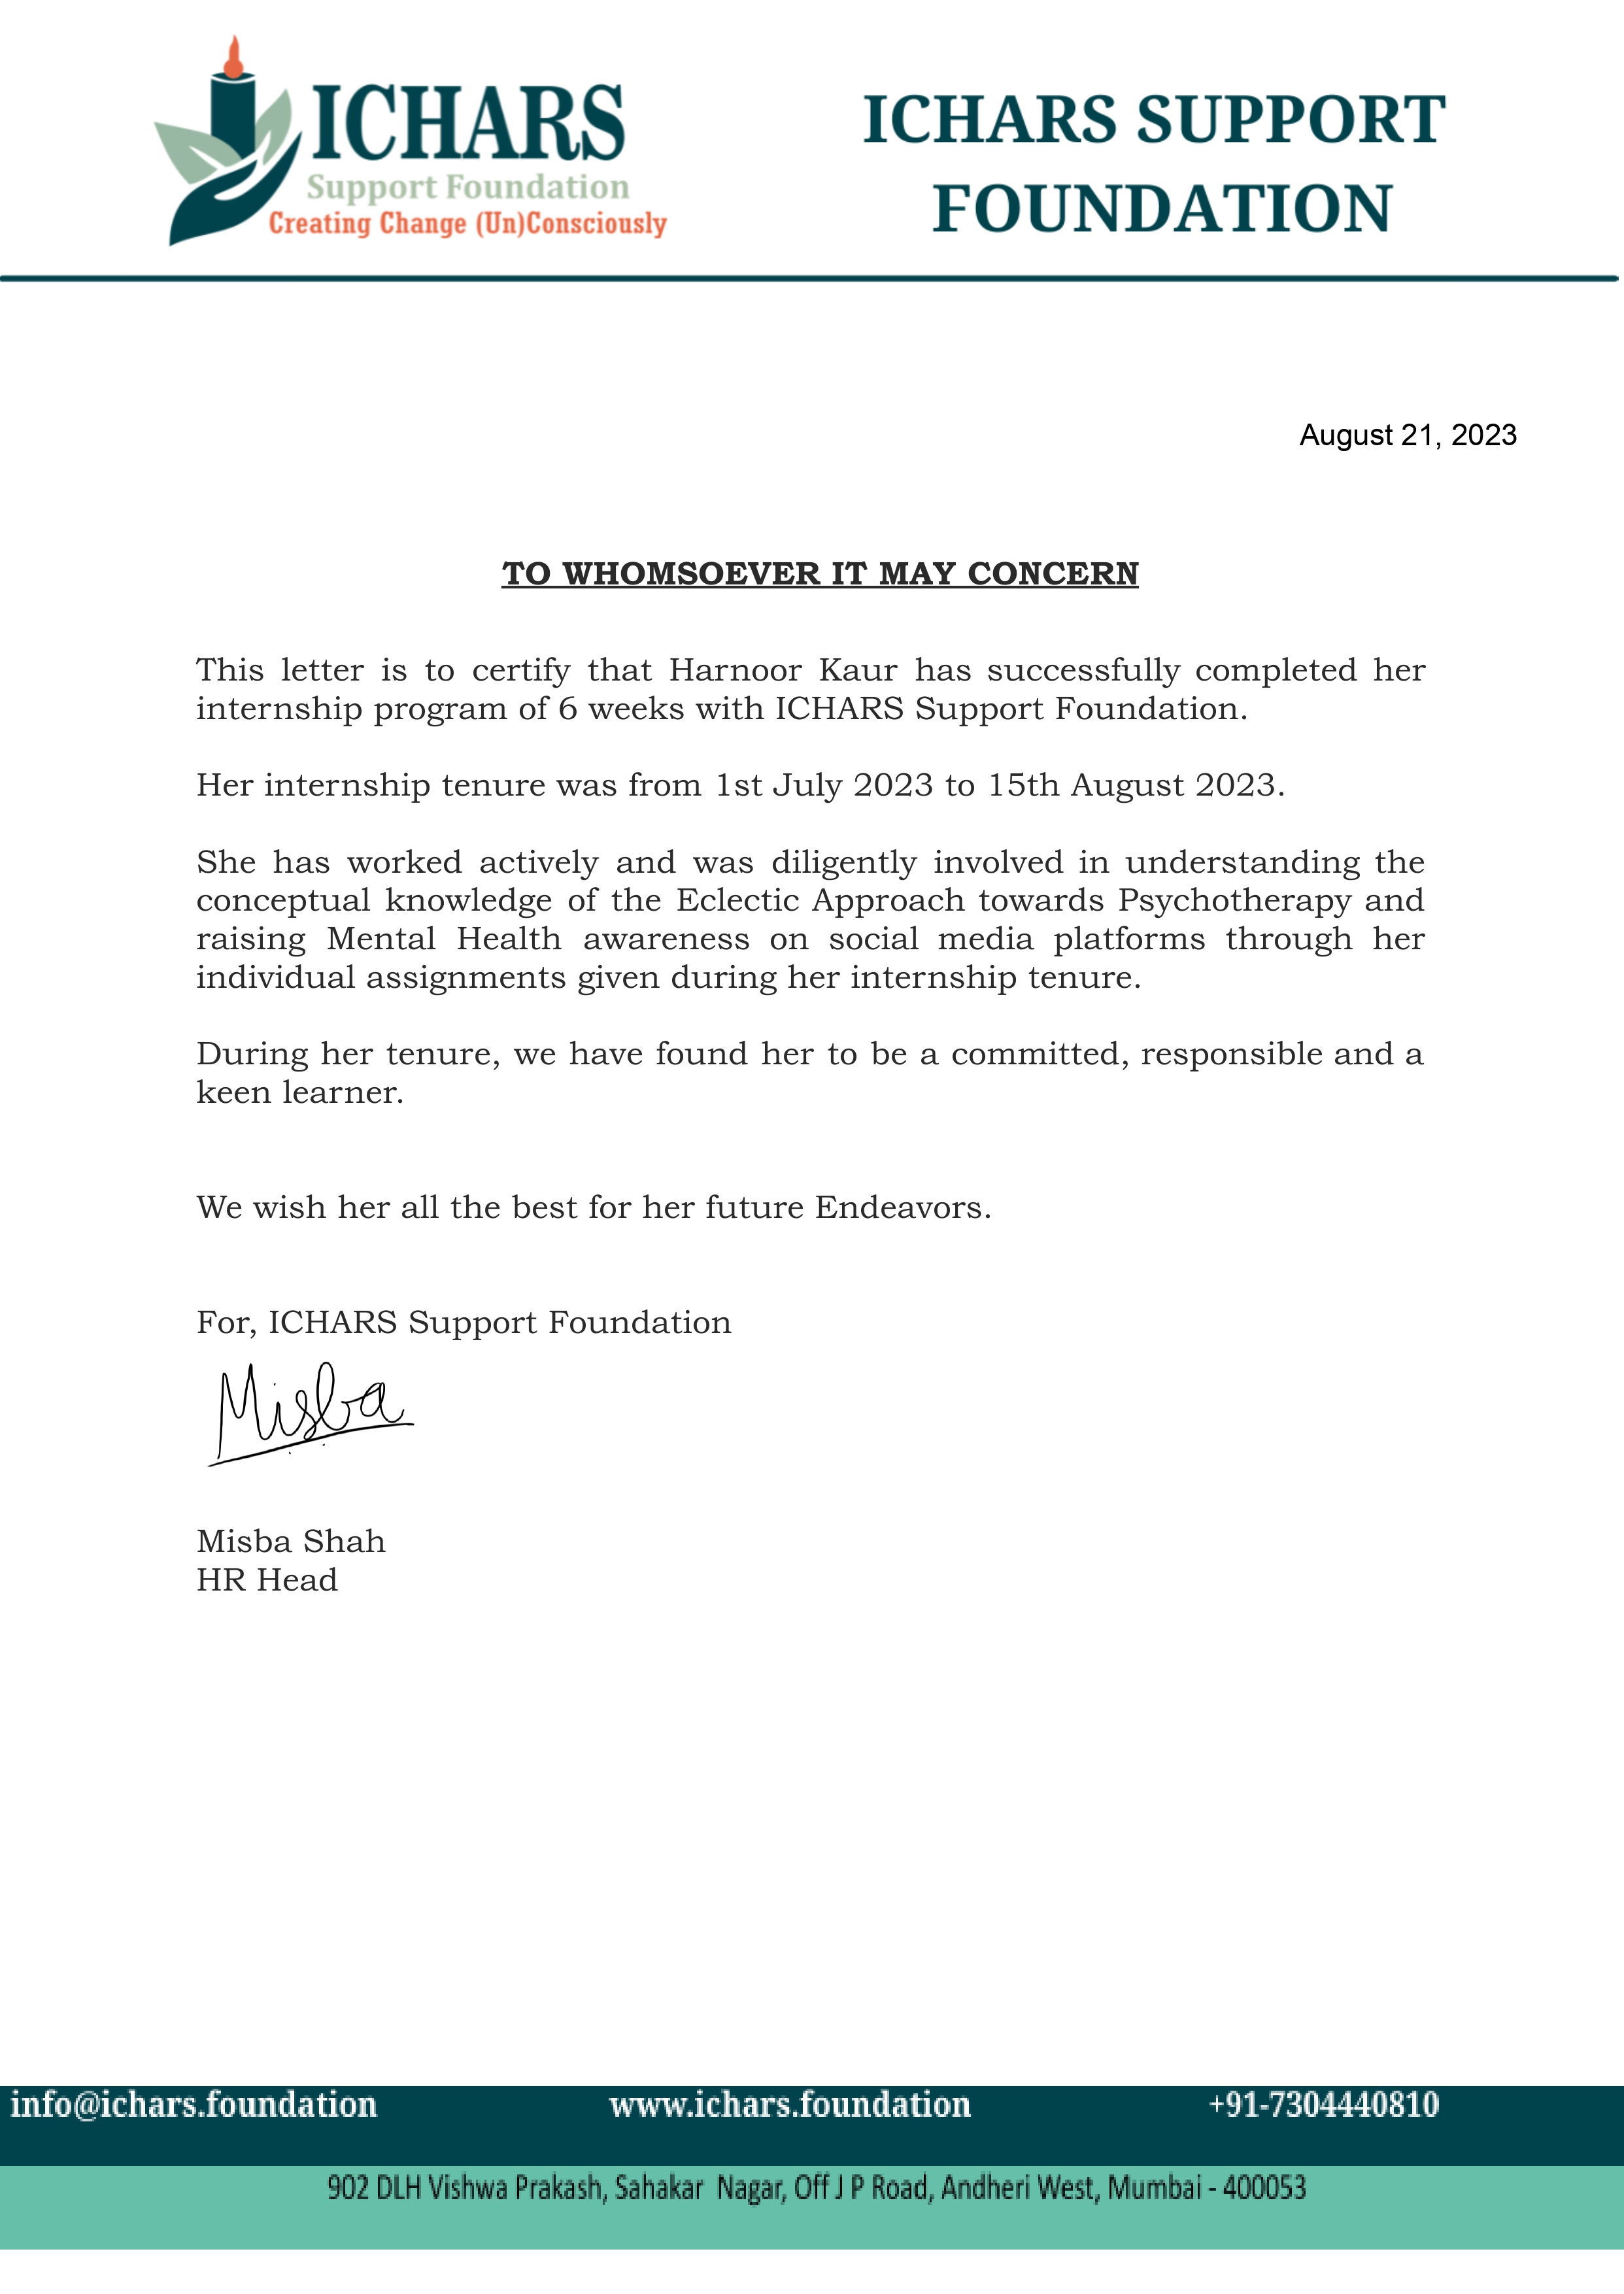 ICHARS
Support Foundation
Creating Change (Un)Consciously
ICHARS SUPPORT
FOUNDATION
August 21, 2023
TO WHOMSOEVER IT MAY CONCERN
This letter is to certify that Harnoor Kaur has successfully completed her
internship program of 6 weeks with ICHARS Support Foundation.
Her internship tenure was from 1st July 2023 to 15th August 2023.
She has worked actively and was diligently involved in understanding the
conceptual knowledge of the Eclectic Approach towards Psychotherapy and
raising Mental Health awareness on social media platforms through her
individual assignments given during her internship tenure.
During her tenure, we have found her to be a committed, responsible and a
keen learner.
We wish her all the best for her future Endeavors.
For, ICHARS Support Foundation
Misba
Misba Shah
HR Head
info@ichars.foundation www.ichars.foundation +91-7304440810
902 DLH Vishwa Prakash, Sahakar Nagar, Off J P Road, Andheri West, Mumbai - 400053